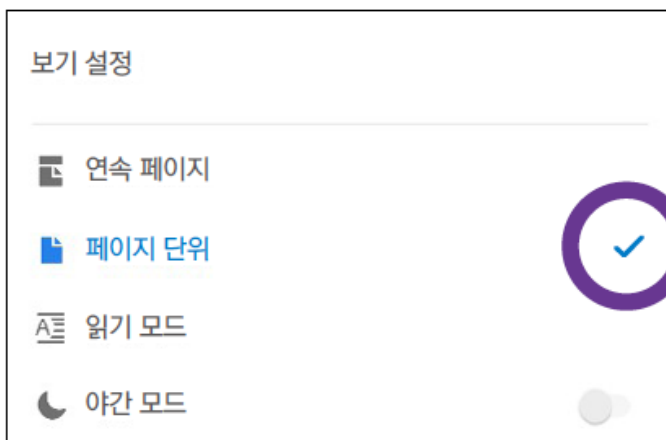 보기 설정
연속 페이지
페이지 단위
읽기 모드
야간 모드